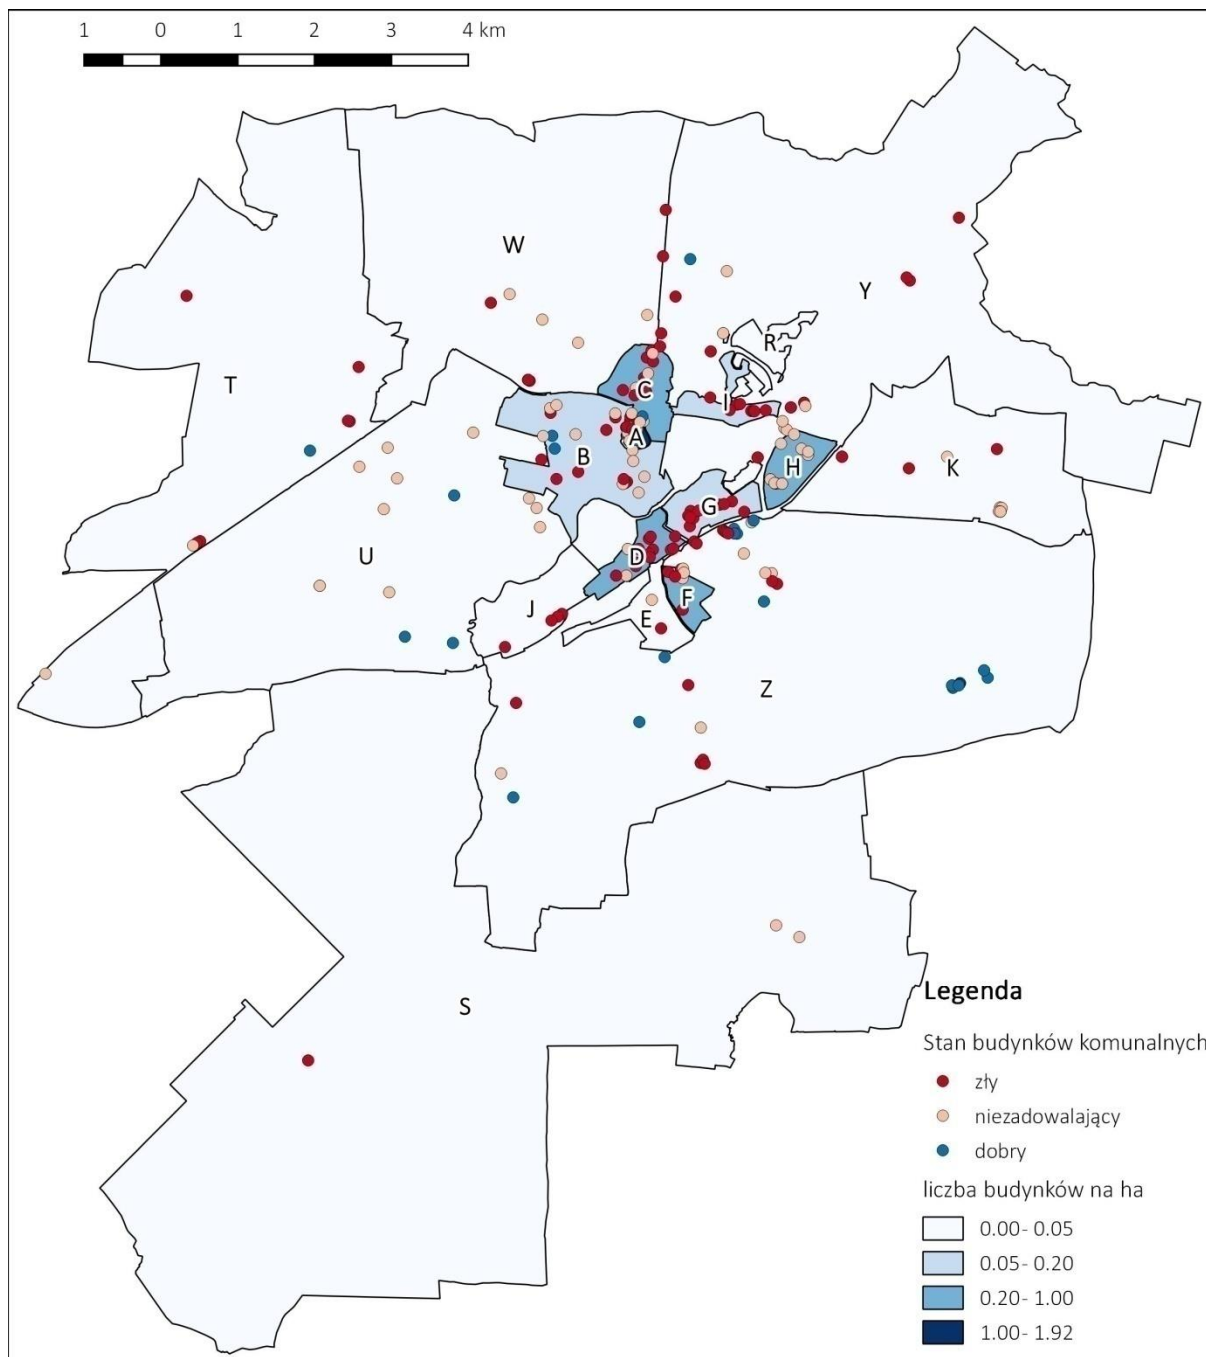 1 0 1 2 3 4 km
W
Y
R
T
C
I
A
B
H
K
G
U
D
F
J
E
Z
S
Legenda
Stan budynków komunalnych
zły
niezadowalający
dobry
liczba budynków na ha
0.00 - 0.05
0.05 - 0.20
0.20 - 1.00
1.00 - 1.92